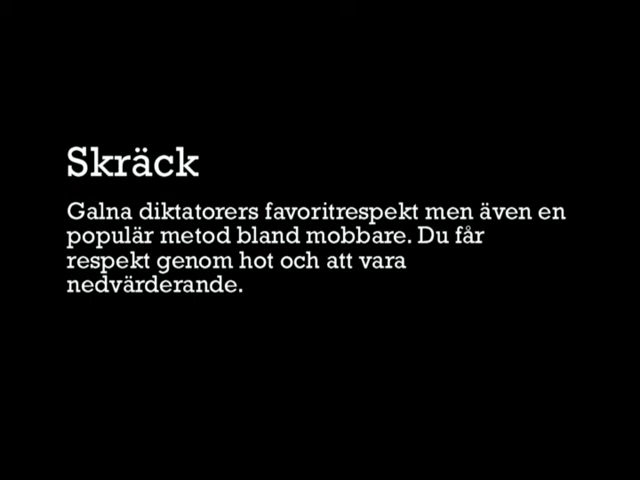 Skräck
Galna diktatorers favoritrespekt men även en
populär metod bland mobbare. Du får
respekt genom hot och att vara
nedvärderande.